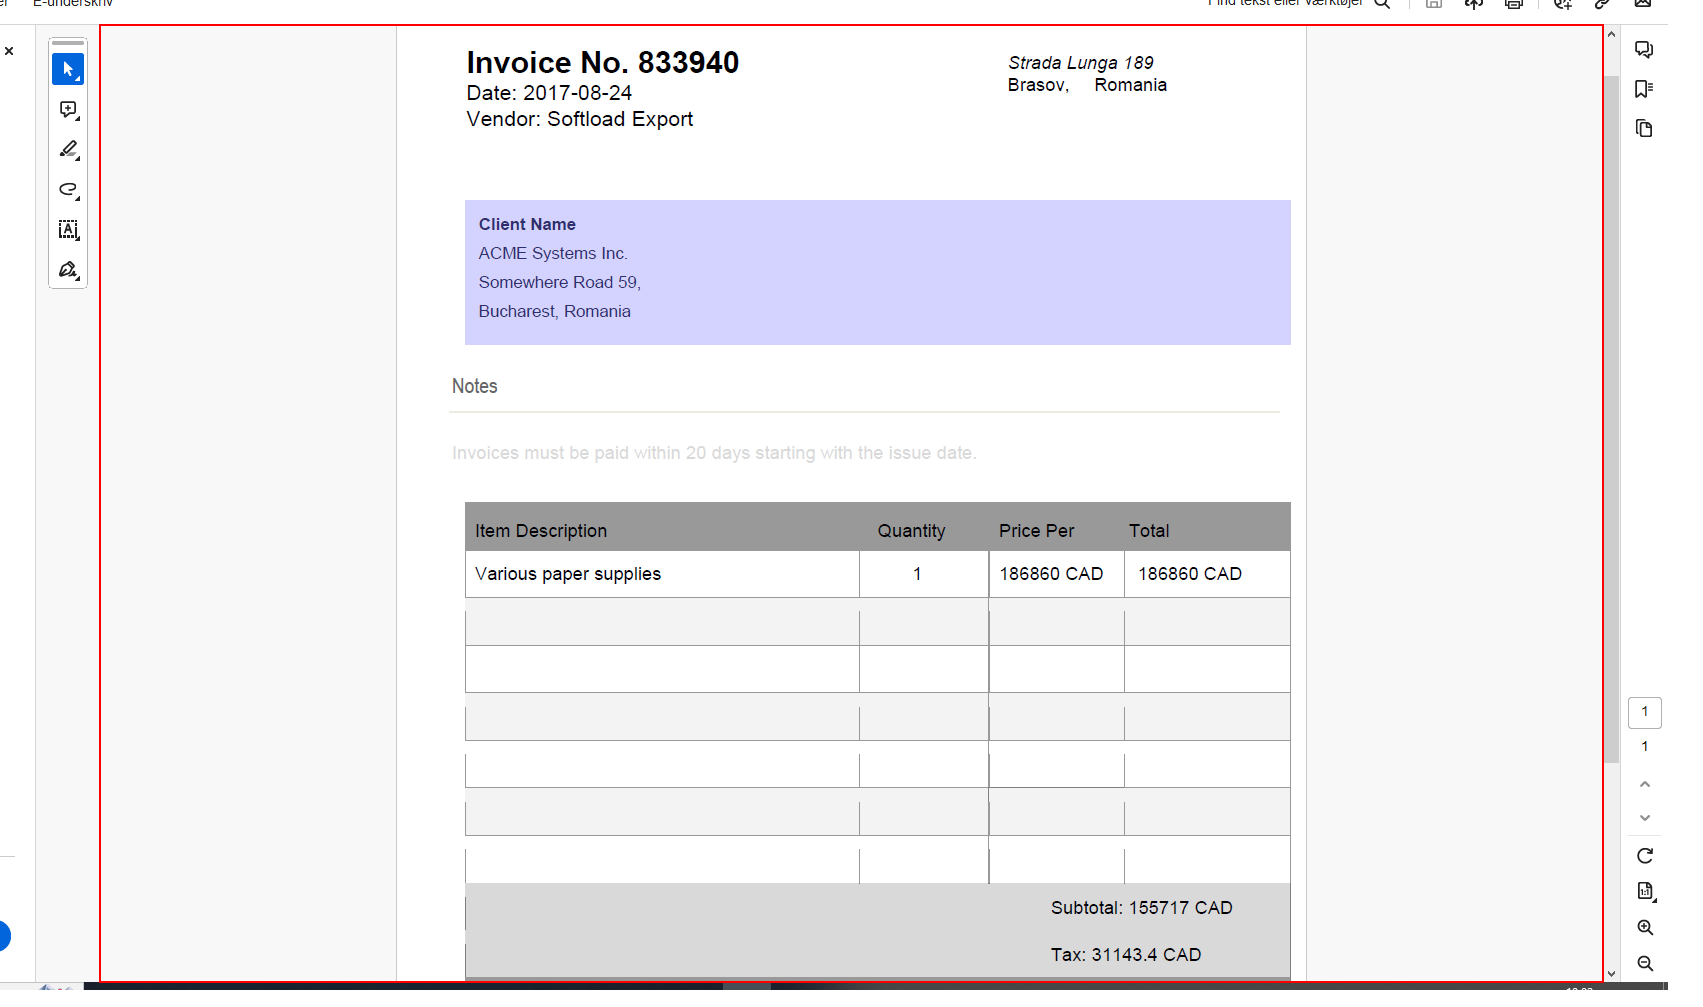 E-underskriv
Find tekst eller værktøjer
Invoice No. 833940
Date: 2017-08-24
Vendor: Softload Export
Strada Lunga 189
Brasov, Romania
Client Name
ACME Systems Inc.
Somewhere Road 59,
Bucharest, Romania
Notes
Invoices must be paid within 20 days starting with the issue date.
Item Description Quantity Price Per Total
Various paper supplies 1 186860 CAD 186860 CAD
Subtotal: 155717 CAD
Tax: 31143.4 CAD
1
1